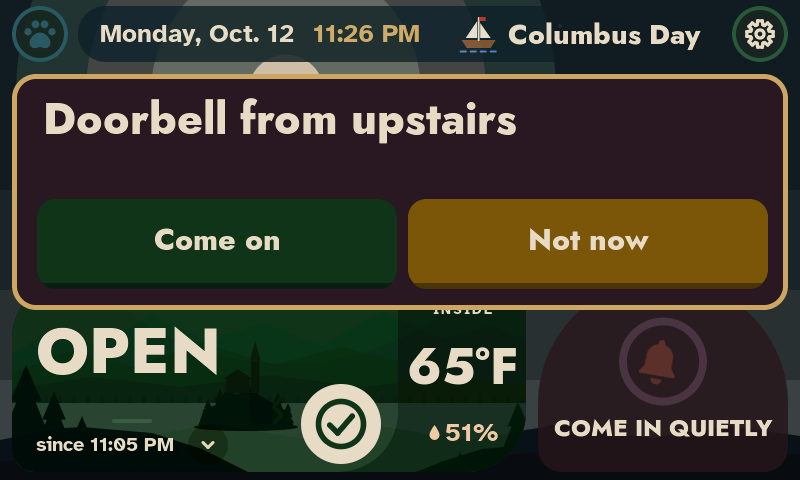 Monday, Oct. 12 11:26 PM
Columbus Day
Doorbell from upstairs
Come on
Not now
INSIDE
OPEN
65°F
since 11:05 PM
51%
COME IN QUIETLY